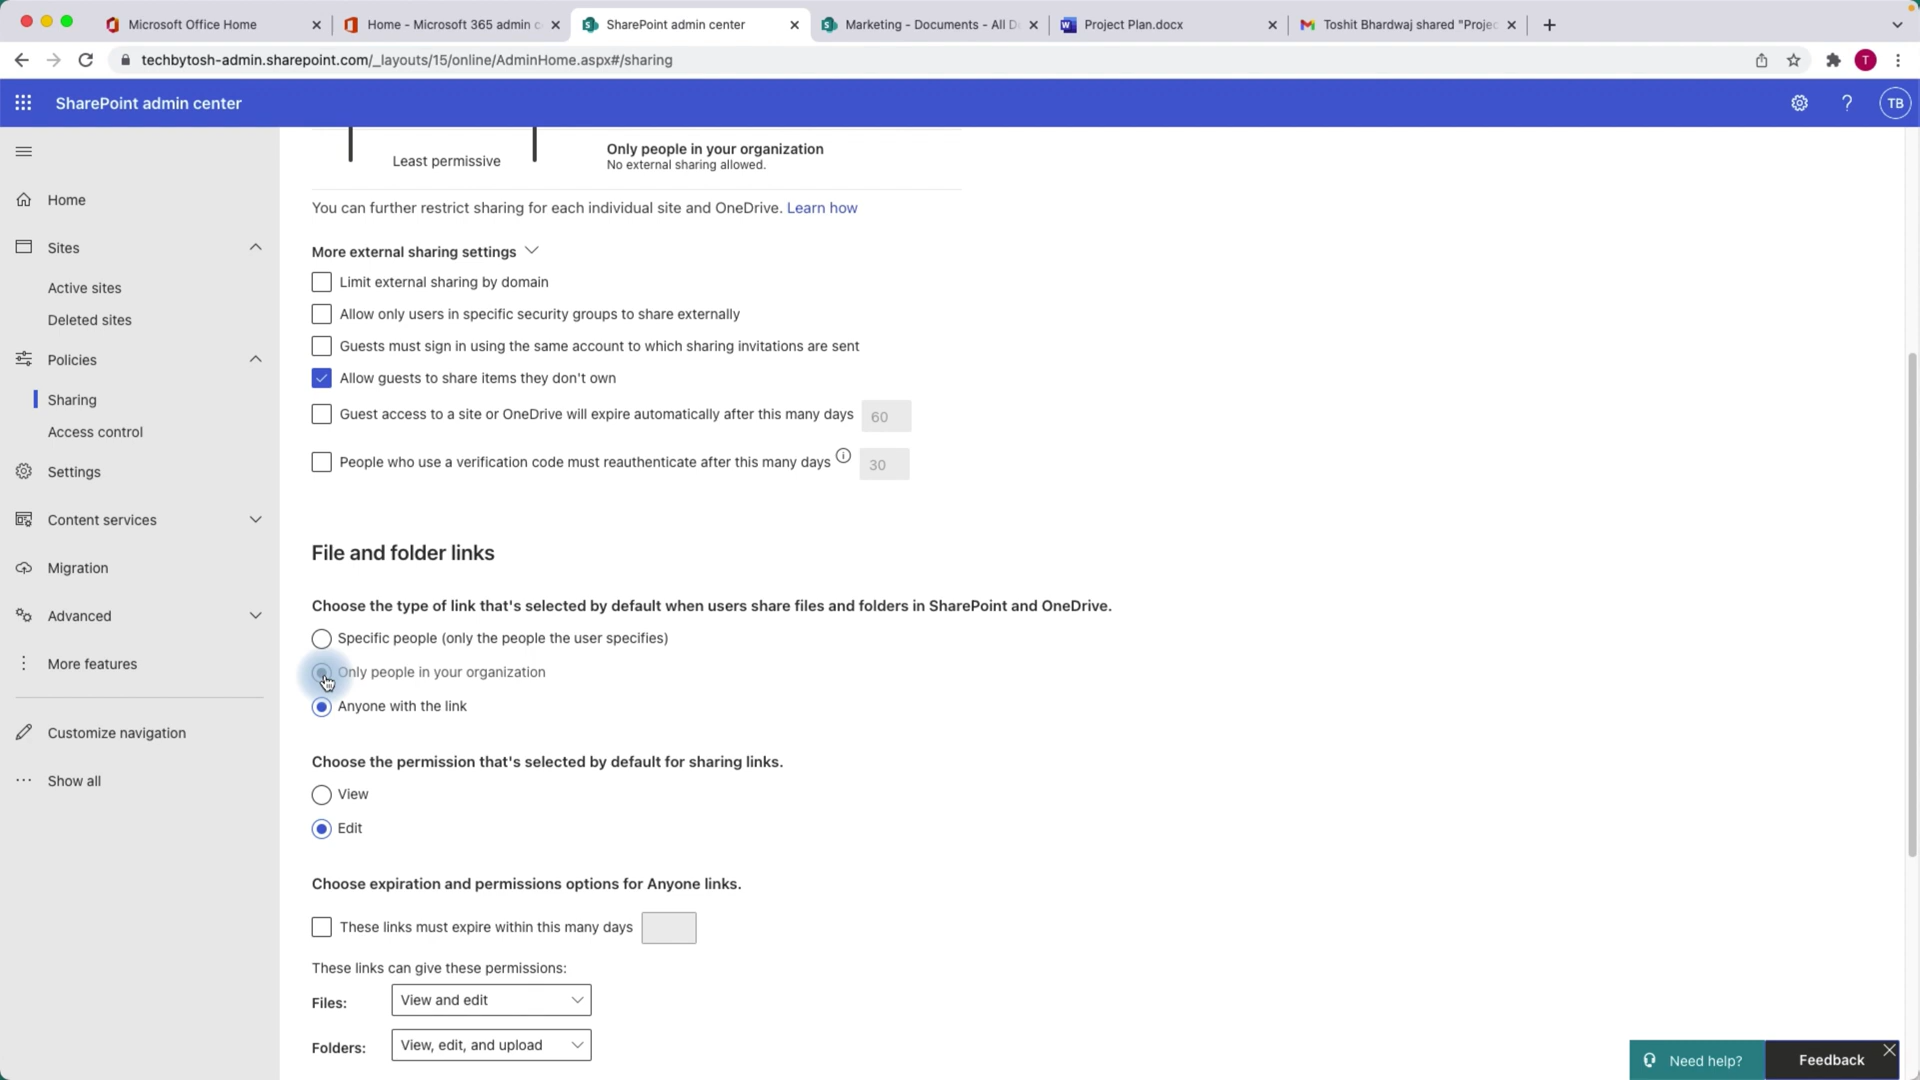 Microsoft Office Home
Home - Microsoft 365 admin c
SharePoint admin center
Marketing - Documents - All D
Project Plan.docx
Toshit Bhardwaj shared "Projec
techbytosh-admin.sharepoint.com/_layouts/15/online/AdminHome.aspx#/sharing
T
SharePoint admin center
?
TB
Home
Sites
Active sites
Deleted sites
Policies
Sharing
Access control
Settings
Content services
Migration
Advanced
More features
Customize navigation
Show all
Least permissive
Only people in your organization
No external sharing allowed.
You can further restrict sharing for each individual site and OneDrive. Learn how
More external sharing settings
Limit external sharing by domain
Allow only users in specific security groups to share externally
Guests must sign in using the same account to which sharing invitations are sent
Allow guests to share items they don't own
Guest access to a site or OneDrive will expire automatically after this many days 60
People who use a verification code must reauthenticate after this many days 30
File and folder links
Choose the type of link that's selected by default when users share files and folders in SharePoint and OneDrive.
Specific people (only the people the user specifies)
Only people in your organization
Anyone with the link
Choose the permission that's selected by default for sharing links.
View
Edit
Choose expiration and permissions options for Anyone links.
These links must expire within this many days
These links can give these permissions:
Files: View and edit
Folders: View, edit, and upload
Need help?
Feedback